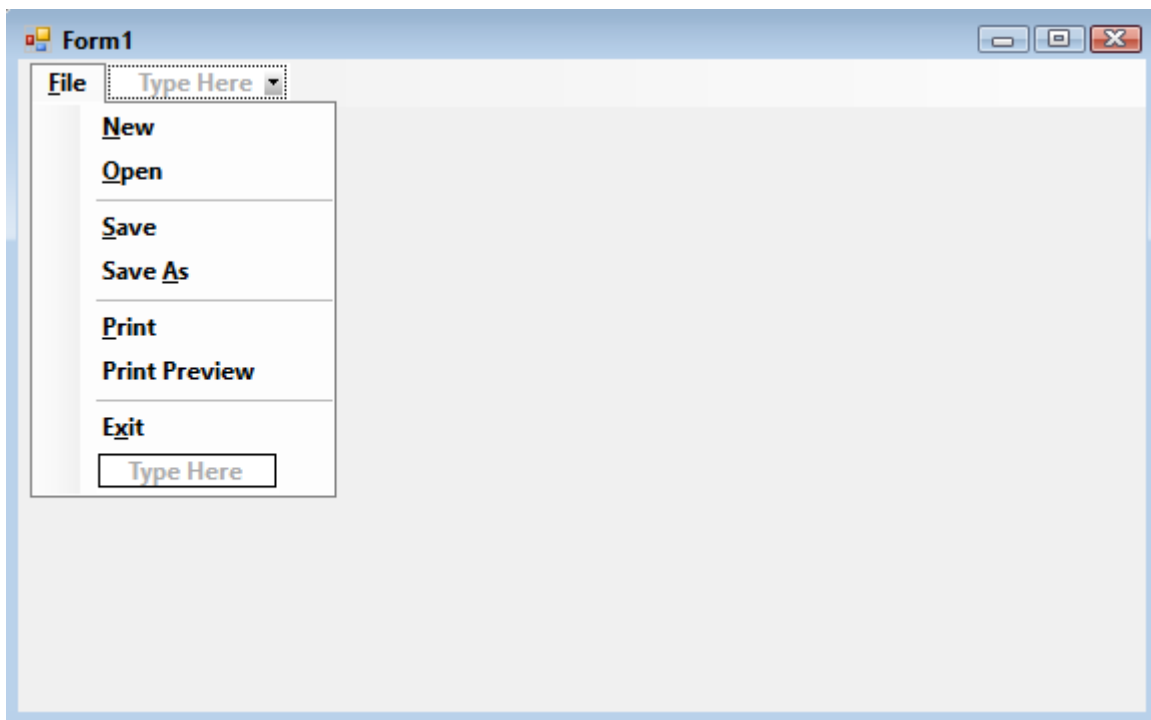 Form1
File Type Here
New
Open
Save
Save As
Print
Print Preview
Exit
Type Here